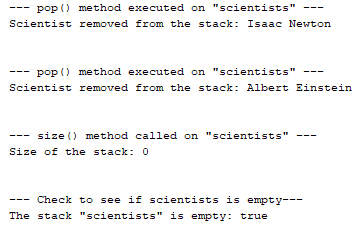 --- pop() method executed on "scientists" ---
Scientist removed from the stack: Isaac Newton
--- pop() method executed on "scientists" ---
Scientist removed from the stack: Albert Einstein
--- size() method called on "scientists" ---
Size of the stack: 0
--- Check to see if scientists is empty---
The stack "scientists" is empty: true